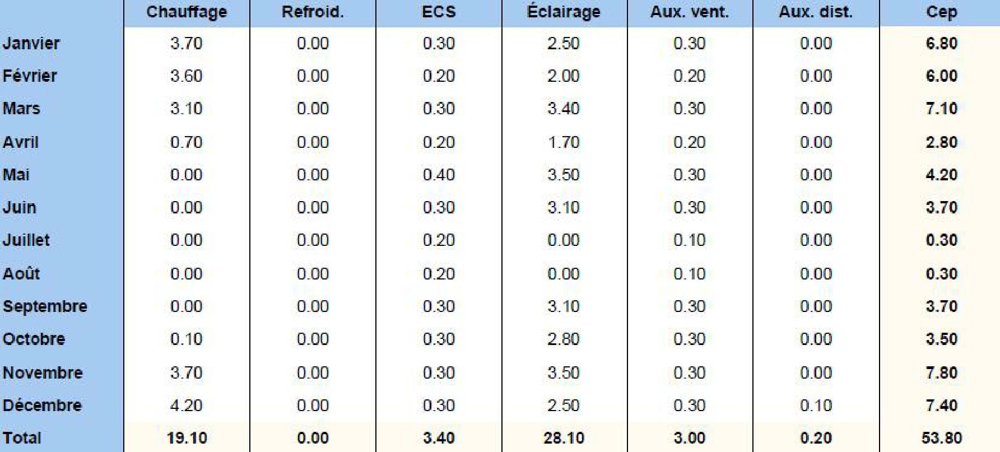 Chauffage Refroid. ECS Éclairage Aux. vent. Aux. dist. Cep
Janvier 3.70 0.00 0.30 2.50 0.30 0.00 6.80
Février 3.60 0.00 0.20 2.00 0.20 0.00 6.00
Mars 3.10 0.00 0.30 3.40 0.30 0.00 7.10
Avril 0.70 0.00 0.20 1.70 0.20 0.00 2.80
Mai 0.00 0.00 0.40 3.50 0.30 0.00 4.20
Juin 0.00 0.00 0.30 3.10 0.30 0.00 3.70
Juillet 0.00 0.00 0.20 0.00 0.10 0.00 0.30
Août 0.00 0.00 0.20 0.00 0.10 0.00 0.30
Septembre 0.00 0.00 0.30 3.10 0.30 0.00 3.70
Octobre 0.10 0.00 0.30 2.80 0.30 0.00 3.50
Novembre 3.70 0.00 0.30 3.50 0.30 0.00 7.80
Décembre 4.20 0.00 0.30 2.50 0.30 0.10 7.40
Total 19.10 0.00 3.40 28.10 3.00 0.20 53.80